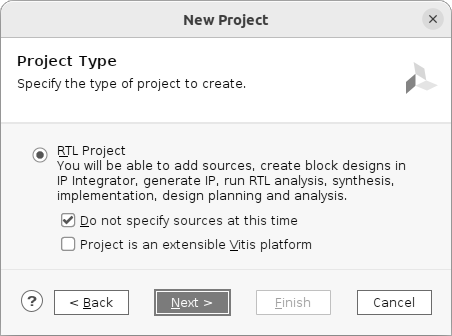 New Project
Project Type
Specify the type of project to create.
RTL Project
You will be able to add sources, create block designs in
IP Integrator, generate IP, run RTL analysis, synthesis,
implementation, design planning and analysis.
Do not specify sources at this time
Project is an extensible Vitis platform
?
< Back
Next >
Finish
Cancel